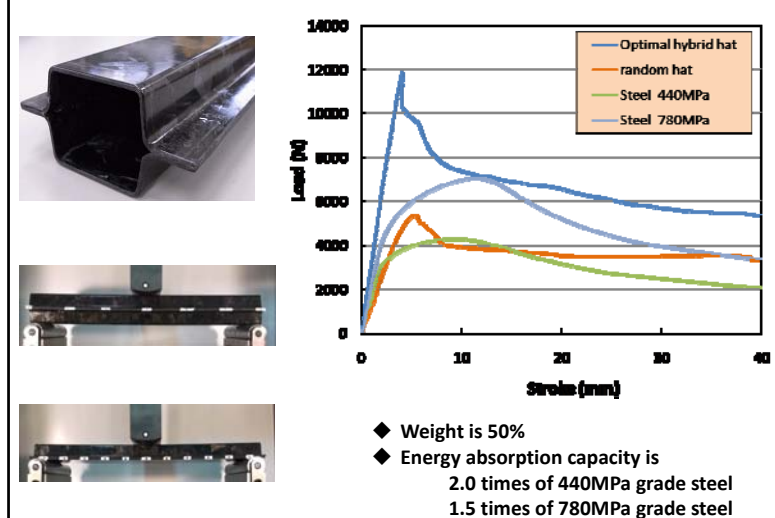 14000
12000
10000
8000
6000
4000
2000
0
Load (N)
Optimal hybrid hat
random hat
Steel 440MPa
Steel 780MPa
0 10 20 30 40
Stroke (mm)
◆ Weight is 50%
◆ Energy absorption capacity is
2.0 times of 440MPa grade steel
1.5 times of 780MPa grade steel